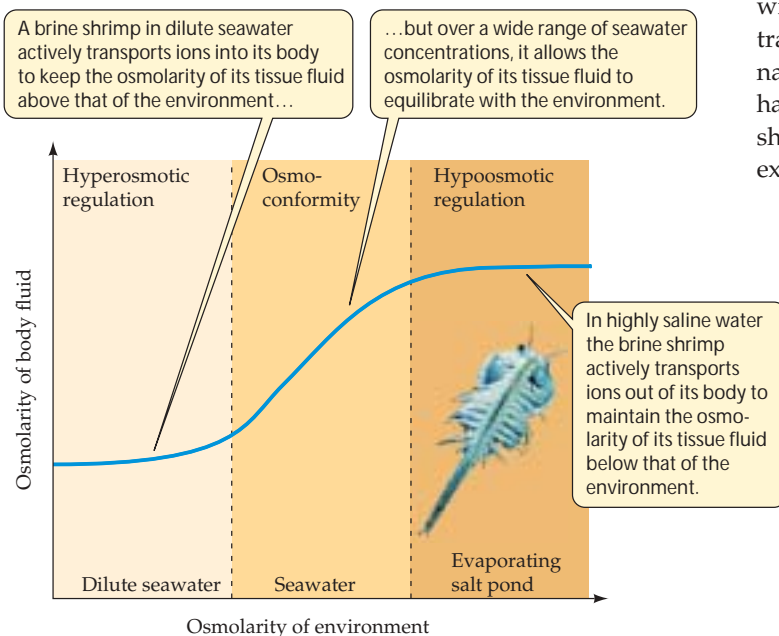 A brine shrimp in dilute seawater
actively transports ions into its body
to keep the osmolarity of its tissue fluid
above that of the environment…
…but over a wide range of seawater
concentrations, it allows the
osmolarity of its tissue fluid to
equilibrate with the environment.
Hyperosmotic
regulation
Osmo-
conformity
Hypoosmotic
regulation
Osmolarity of body fluid
In highly saline water
the brine shrimp
actively transports
ions out of its body to
maintain the osmo-
larity of its tissue fluid
below that of the
environment.
Dilute seawater
Seawater
Evaporating
salt pond
Osmolarity of environment